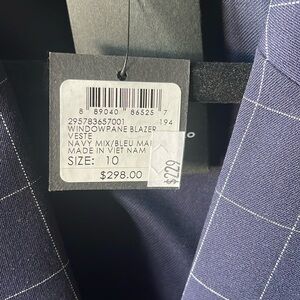 8 89040 86525 7
295783657001 194
WINDOWPANE BLAZER
VESTE
NAVY MIX/BLEU MA
MADE IN VIET NAM
SIZE: 10
$298.00
$229